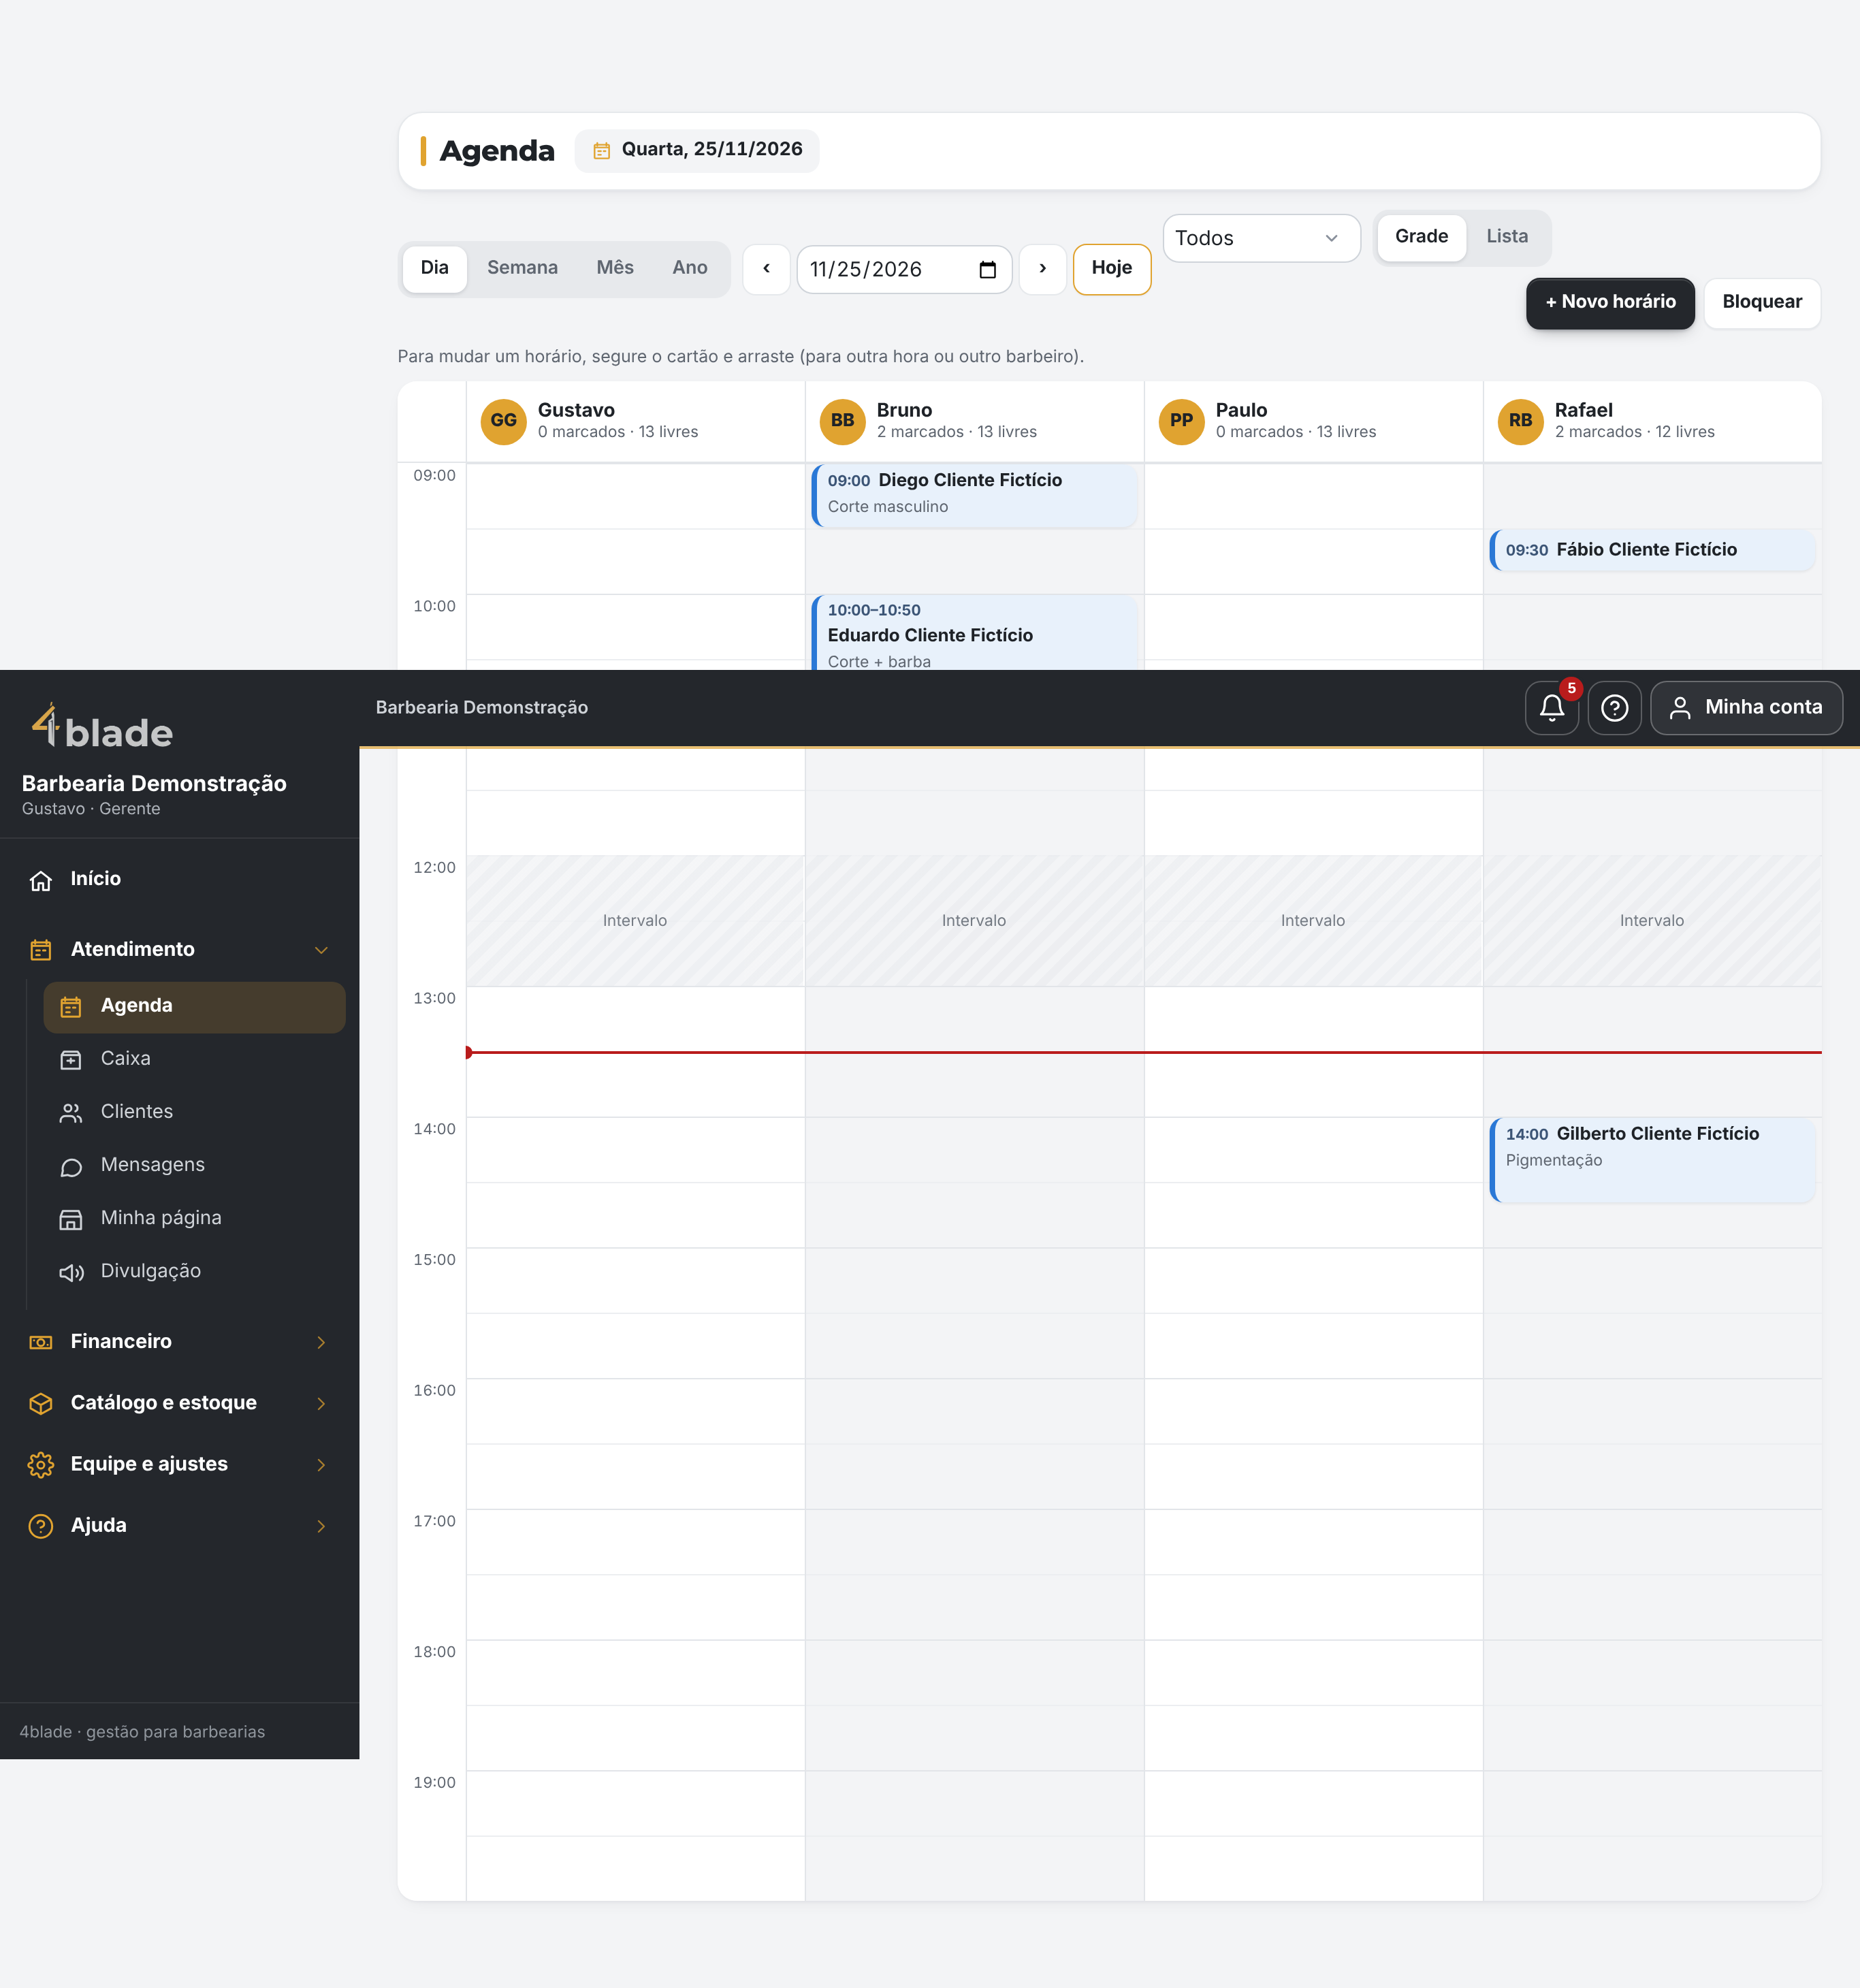 Agenda
Quarta, 25/11/2026
Dia
Semana
Mês
Ano
‹
11/25/2026
›
Hoje
Todos
Grade
Lista
+ Novo horário
Bloquear
Para mudar um horário, segure o cartão e arraste (para outra hora ou outro barbeiro).
GG
Gustavo
0 marcados · 13 livres
BB
Bruno
2 marcados · 13 livres
PP
Paulo
0 marcados · 13 livres
RB
Rafael
2 marcados · 12 livres
09:00
09:00 Diego Cliente Fictício
Corte masculino
09:30 Fábio Cliente Fictício
10:00
10:00–10:50
Eduardo Cliente Fictício
Corte + barba
4blade
Barbearia Demonstração
Gustavo · Gerente
Barbearia Demonstração
5
Minha conta
Início
Atendimento
Agenda
Caixa
Clientes
Mensagens
Minha página
Divulgação
Financeiro
Catálogo e estoque
Equipe e ajustes
Ajuda
4blade · gestão para barbearias
12:00
Intervalo
Intervalo
Intervalo
Intervalo
13:00
14:00
14:00 Gilberto Cliente Fictício
Pigmentação
15:00
16:00
17:00
18:00
19:00